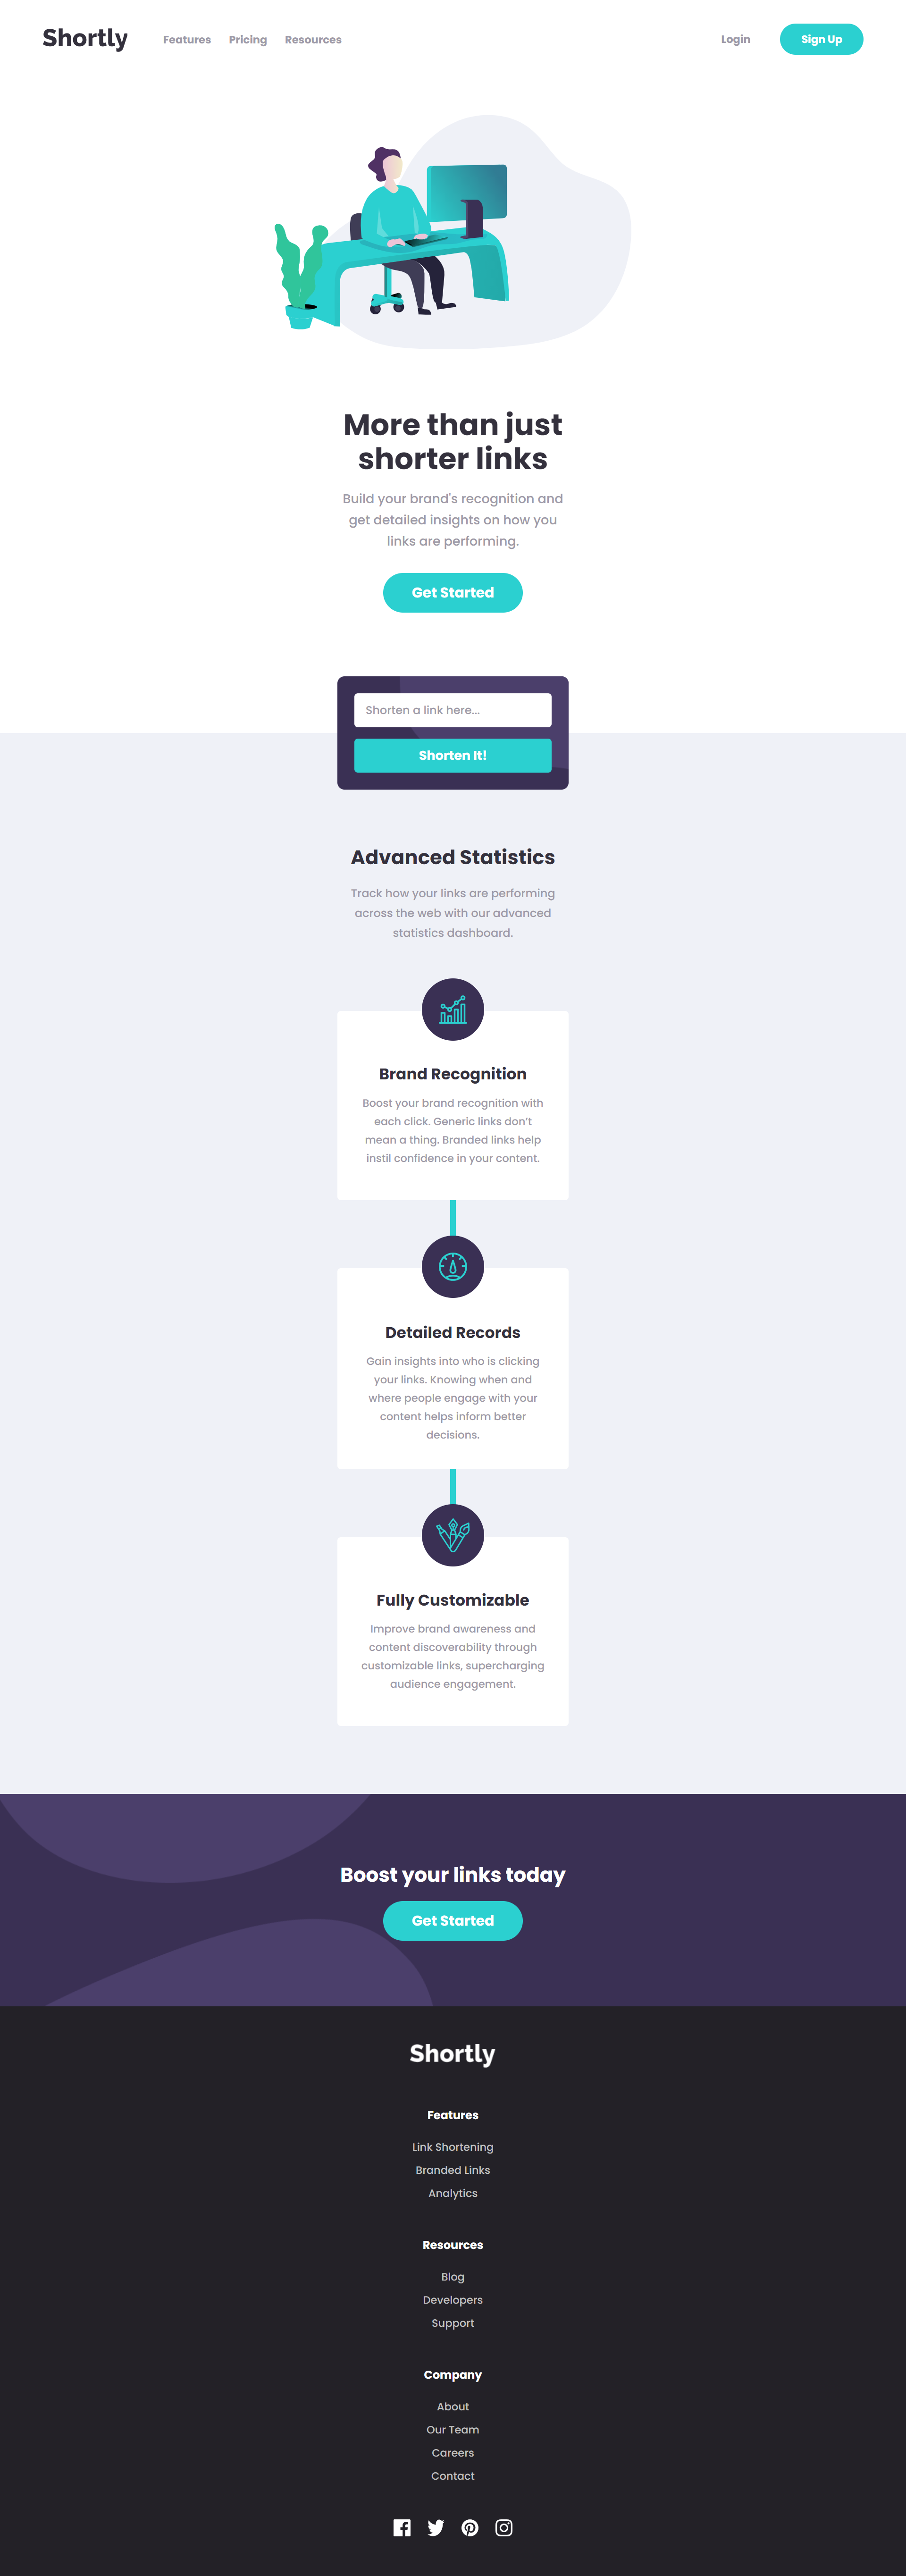 Shortly
Features
Pricing
Resources
Login
Sign Up
More than just
shorter links
Build your brand's recognition and
get detailed insights on how you
links are performing.
Get Started
Shorten a link here...
Shorten It!
Advanced Statistics
Track how your links are performing
across the web with our advanced
statistics dashboard.
Brand Recognition
Boost your brand recognition with
each click. Generic links don’t
mean a thing. Branded links help
instil confidence in your content.
Detailed Records
Gain insights into who is clicking
your links. Knowing when and
where people engage with your
content helps inform better
decisions.
Fully Customizable
Improve brand awareness and
content discoverability through
customizable links, supercharging
audience engagement.
Boost your links today
Get Started
Shortly
Features
Link Shortening
Branded Links
Analytics
Resources
Blog
Developers
Support
Company
About
Our Team
Careers
Contact